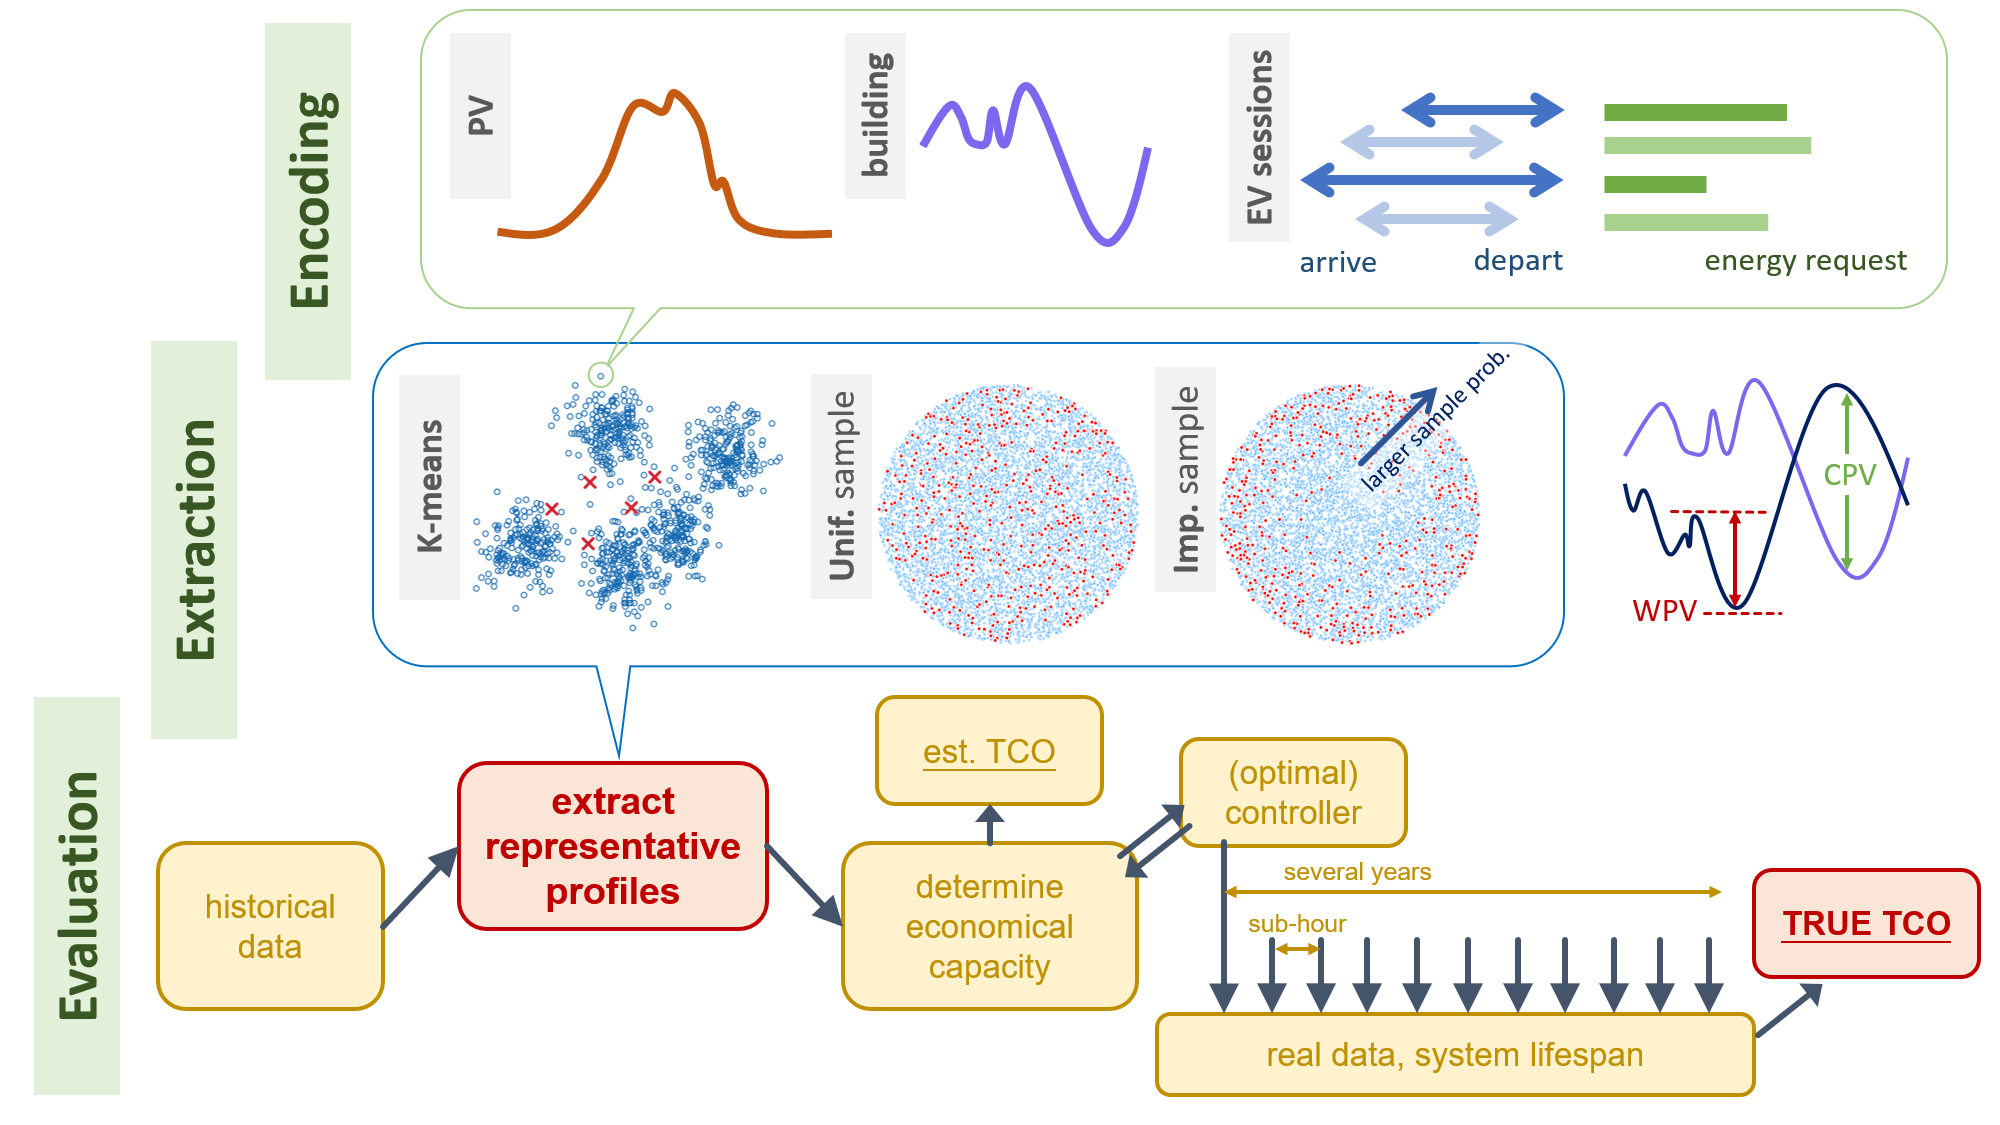 Encoding
PV
building
EV sessions
arrive
depart
energy request
Extraction
K-means
Unif. sample
Imp. sample
larger sample prob.
CPV
WPV
Evaluation
historical
data
extract
representative
profiles
est. TCO
determine
economical
capacity
(optimal)
controller
several years
sub-hour
real data, system lifespan
TRUE TCO